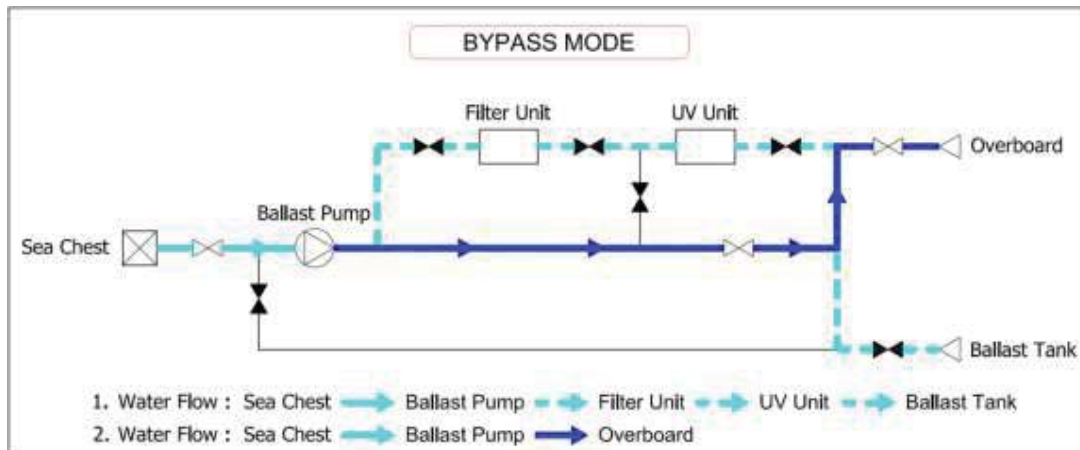 BYPASS MODE
Filter Unit
UV Unit
Overboard
Ballast Pump
Sea Chest
Ballast Tank
1. Water Flow : Sea Chest Ballast Pump Filter Unit UV Unit Ballast Tank
2. Water Flow : Sea Chest Ballast Pump Overboard